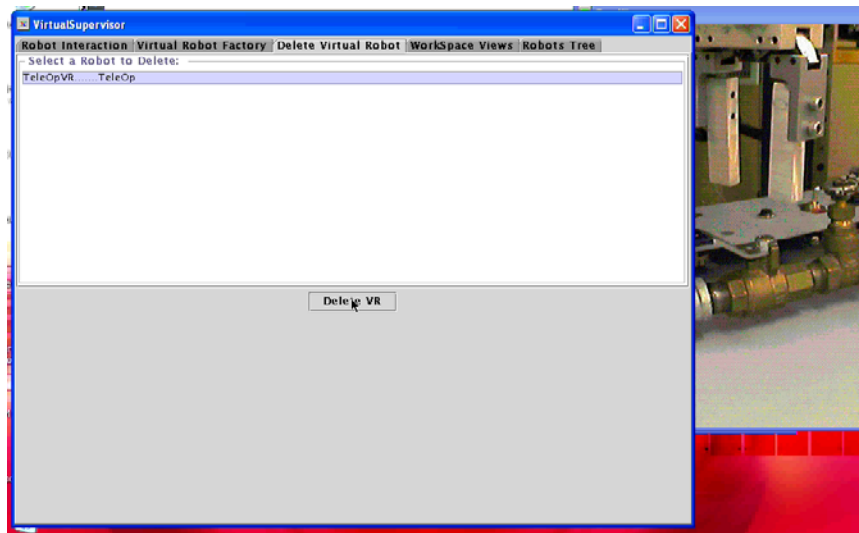 VirtualSupervisor
Robot Interaction Virtual Robot Factory Delete Virtual Robot WorkSpace Views Robots Tree
Select a Robot to Delete:
TeleOpVR.......TeleOp
Delete VR